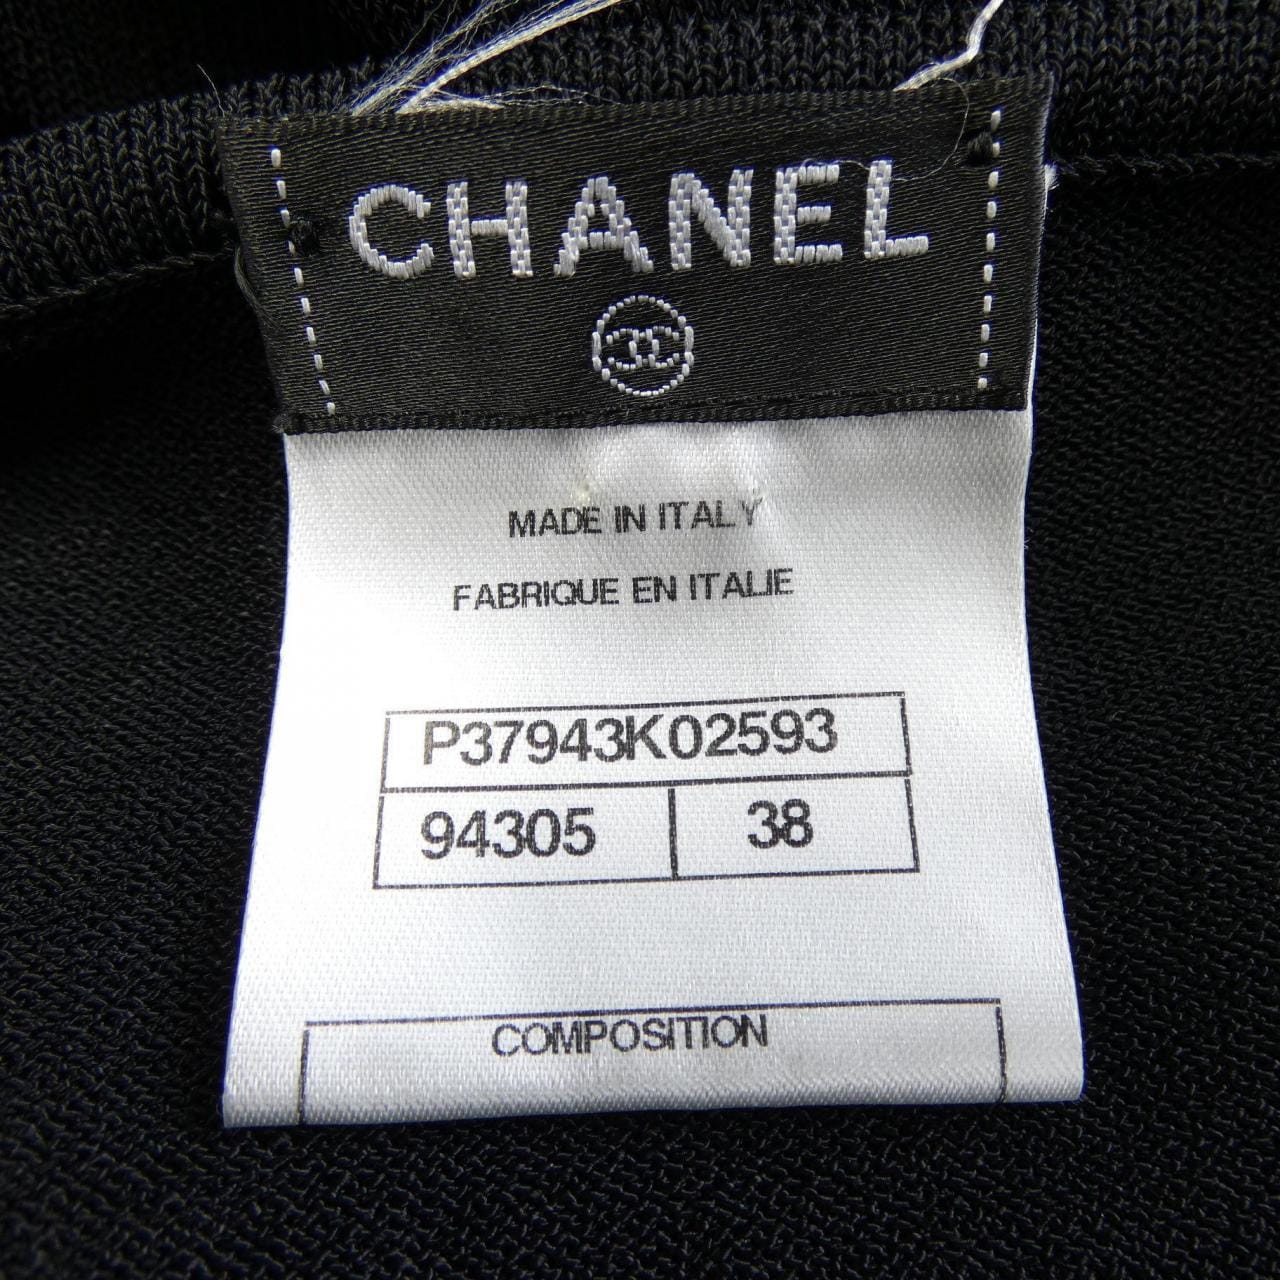 CHANEL
MADE IN ITALY
FABRIQUE EN ITALIE
P37943K02593
94305 38
COMPOSITION